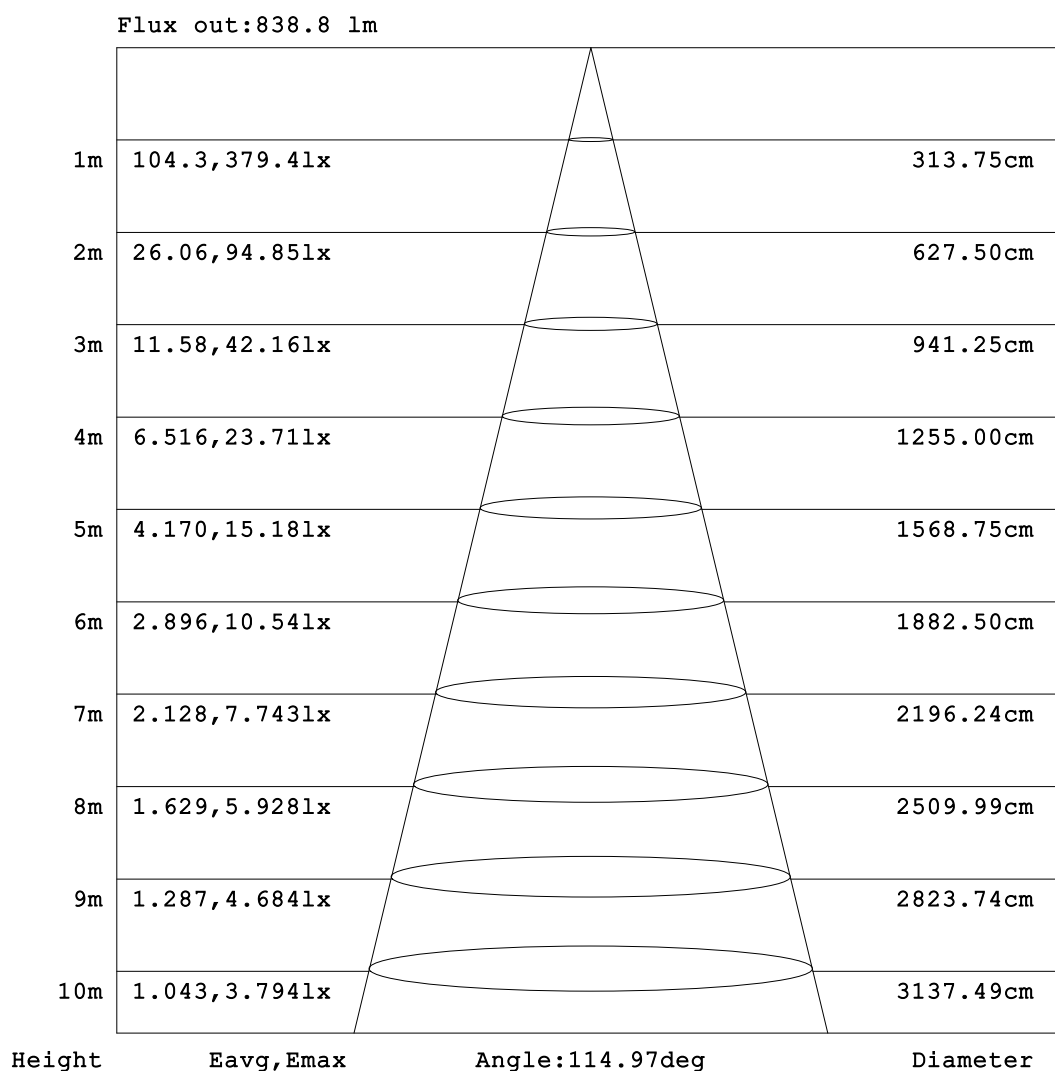 Flux out:838.8 lm
1m 104.3,379.4lx 313.75cm
2m 26.06,94.85lx 627.50cm
3m 11.58,42.16lx 941.25cm
4m 6.516,23.71lx 1255.00cm
5m 4.170,15.18lx 1568.75cm
6m 2.896,10.54lx 1882.50cm
7m 2.128,7.743lx 2196.24cm
8m 1.629,5.928lx 2509.99cm
9m 1.287,4.684lx 2823.74cm
10m 1.043,3.794lx 3137.49cm
Height Eavg,Emax Angle:114.97deg Diameter